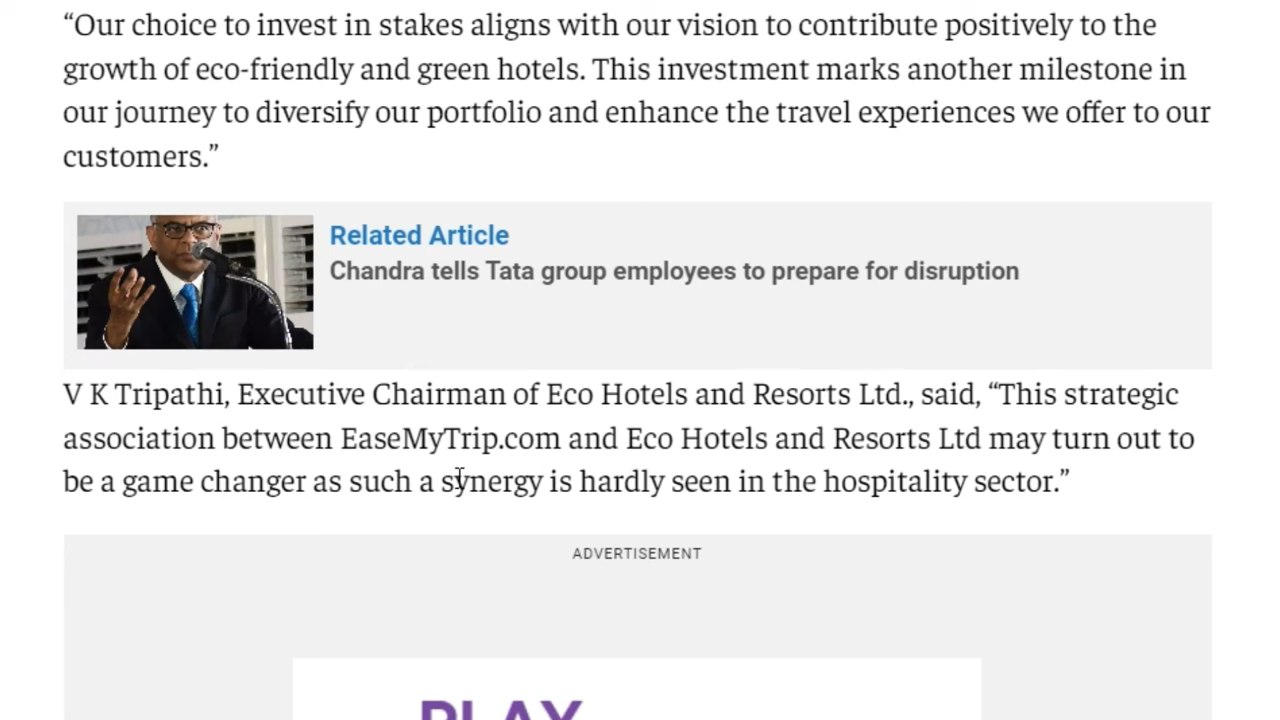 “Our choice to invest in stakes aligns with our vision to contribute positively to the
growth of eco-friendly and green hotels. This investment marks another milestone in
our journey to diversify our portfolio and enhance the travel experiences we offer to our
customers.”
Related Article
Chandra tells Tata group employees to prepare for disruption
V K Tripathi, Executive Chairman of Eco Hotels and Resorts Ltd., said, “This strategic
association between EaseMyTrip.com and Eco Hotels and Resorts Ltd may turn out to
be a game changer as such a synergy is hardly seen in the hospitality sector.”
ADVERTISEMENT
PLAY